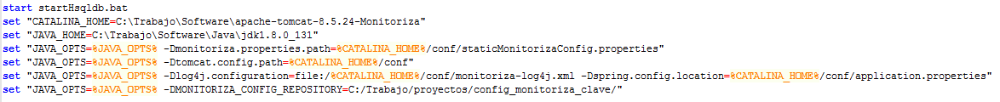 start startHsqldb.bat
set "CATALINA_HOME=C:\Trabajo\Software\apache-tomcat-8.5.24-Monitoriza"
set "JAVA_HOME=C:\Trabajo\Software\Java\jdk1.8.0_131"
set "JAVA_OPTS=%JAVA_OPTS% -Dmonitoriza.properties.path=%CATALINA_HOME%/conf/staticMonitorizaConfig.properties"
set "JAVA_OPTS=%JAVA_OPTS% -Dtomcat.config.path=%CATALINA_HOME%/conf"
set "JAVA_OPTS=%JAVA_OPTS% -Dlog4j.configuration=file:/%CATALINA_HOME%/conf/monitoriza-log4j.xml -Dspring.config.location=%CATALINA_HOME%/conf/application.properties"
set "JAVA_OPTS=%JAVA_OPTS% -DMONITORIZA_CONFIG_REPOSITORY=C:/Trabajo/proyectos/config_monitoriza_clave/"